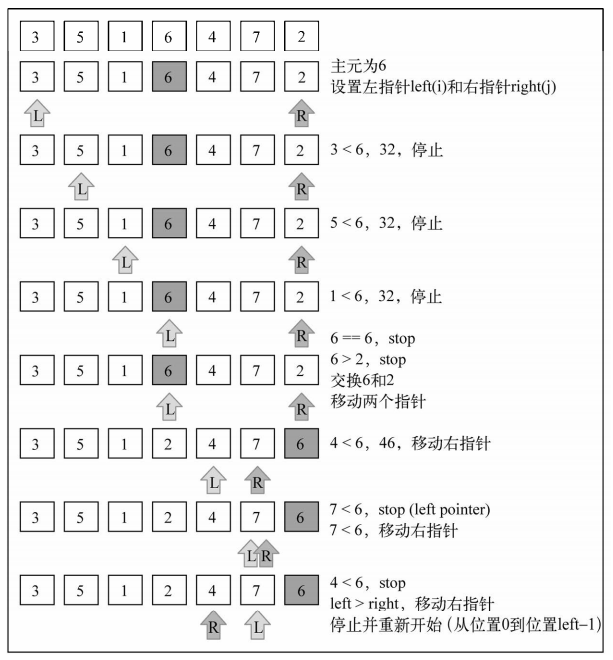 3 5 1 6 4 7 2
3 5 1 6 4 7 2
主元为6
设置左指针left(i)和右指针right(j)
L R
3 5 1 6 4 7 2 3 < 6，32，停止
L R
3 5 1 6 4 7 2 5 < 6，32，停止
L R
3 5 1 6 4 7 2 1 < 6，32，停止
L R
6 == 6，stop
3 5 1 6 4 7 2 6 > 2，stop
交换6和2
移动两个指针
L R
3 5 1 2 4 7 6 4 < 6，46，移动右指针
L R
3 5 1 2 4 7 6 7 < 6，stop (left pointer)
7 < 6，移动右指针
L R
3 5 1 2 4 7 6 4 < 6，stop
left > right，移动右指针
停止并重新开始 (从位置0到位置left−1)
R L